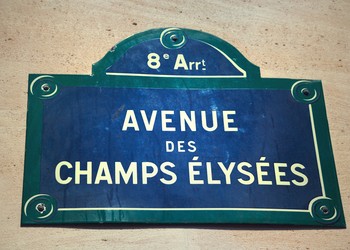 8e Arrt
AVENUE
DES
CHAMPS ÉLYSÉES